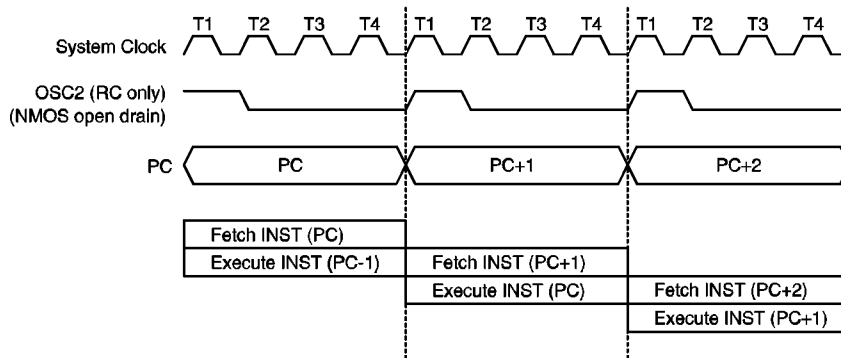 T1 T2 T3 T4 T1 T2 T3 T4 T1 T2 T3 T4
System Clock
OSC2 (RC only)
(NMOS open drain)
PC PC PC+1 PC+2
Fetch INST (PC)
Execute INST (PC-1) Fetch INST (PC+1)
Execute INST (PC) Fetch INST (PC+2)
Execute INST (PC+1)